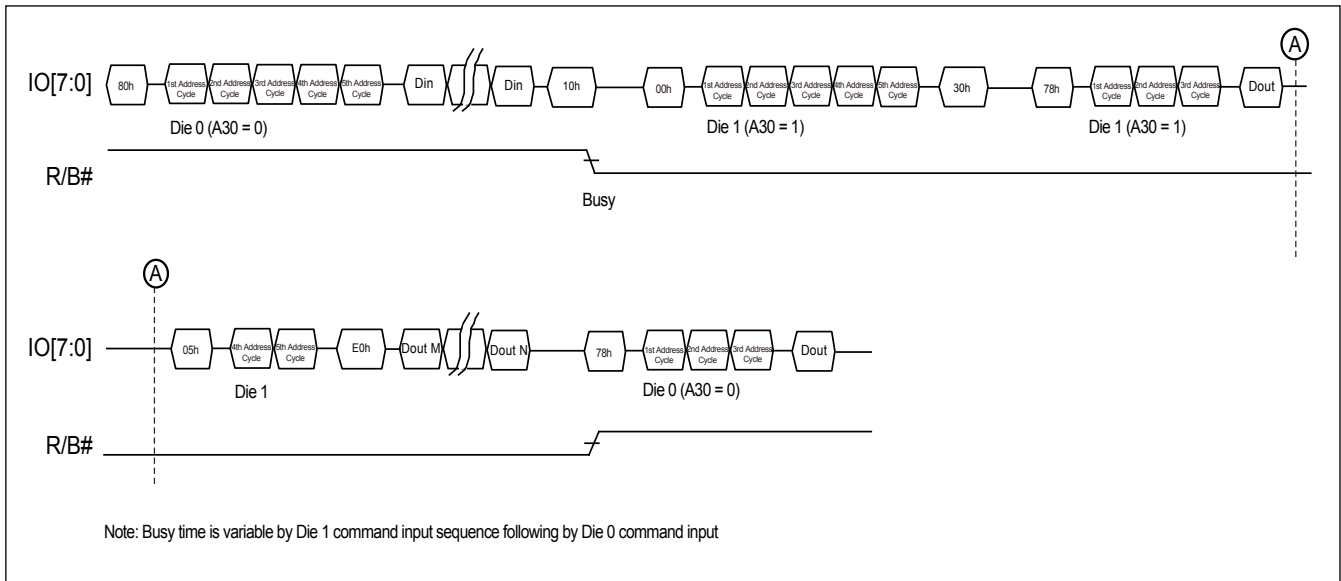 A
IO[7:0] 80h 1st Address Cycle 2nd Address Cycle 3rd Address Cycle 4th Address Cycle 5th Address Cycle Din Din 10h 00h 1st Address Cycle 2nd Address Cycle 3rd Address Cycle 4th Address Cycle 5th Address Cycle 30h 78h 1st Address Cycle 2nd Address Cycle 3rd Address Cycle Dout
Die 0 (A30 = 0) Die 1 (A30 = 1) Die 1 (A30 = 1)
R/B#
Busy
A
IO[7:0] 05h 4th Address Cycle 5th Address Cycle E0h Dout M Dout N 78h 1st Address Cycle 2nd Address Cycle 3rd Address Cycle Dout
Die 1 Die 0 (A30 = 0)
R/B#
Note: Busy time is variable by Die 1 command input sequence following by Die 0 command input